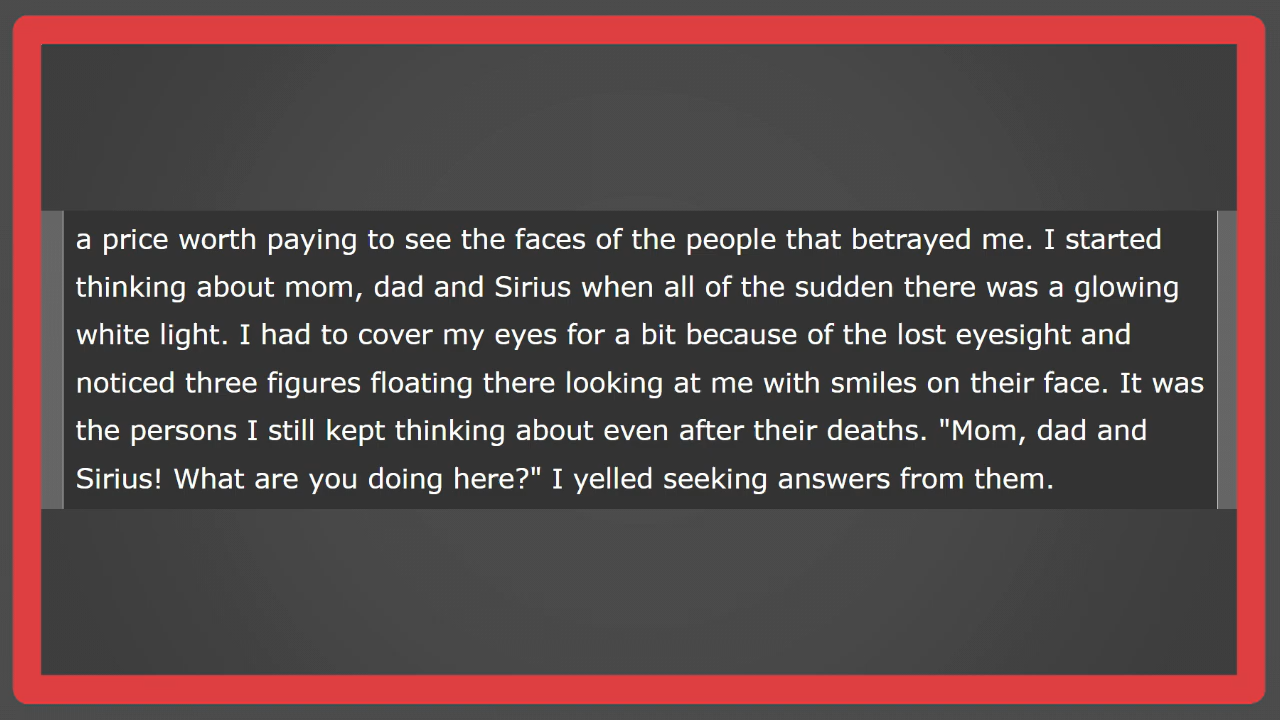 a price worth paying to see the faces of the people that betrayed me. I started
thinking about mom, dad and Sirius when all of the sudden there was a glowing
white light. I had to cover my eyes for a bit because of the lost eyesight and
noticed three figures floating there looking at me with smiles on their face. It was
the persons I still kept thinking about even after their deaths. "Mom, dad and
Sirius! What are you doing here?" I yelled seeking answers from them.